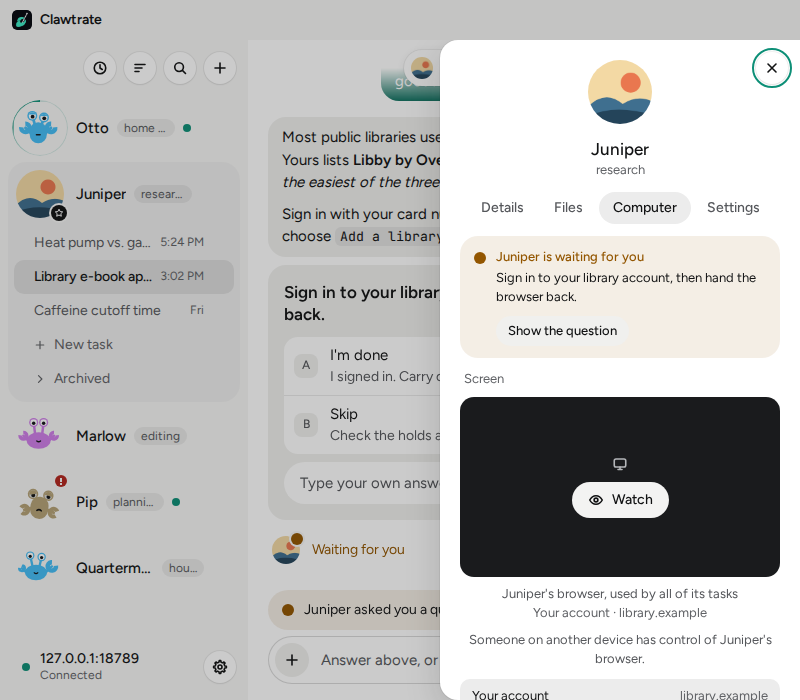 Clawtrate
Otto home ...
Juniper resear...
Heat pump vs. ga... 5:24 PM
Library e-book ap... 3:02 PM
Caffeine cutoff time Fri
New task
Archived
Marlow editing
Pip planni...
Quarterm... hou...
127.0.0.1:18789
Connected
Most public libraries use
Yours lists Libby by Ove
the easiest of the three
Sign in with your card
choose Add a library
Sign in to your library
back.
A I'm done
I signed in. Carry
B Skip
Check the holds
Type your own answ
Waiting for you
Juniper asked you a
Answer above, or
Juniper
research
Details Files Computer Settings
Juniper is waiting for you
Sign in to your library account, then hand the
browser back.
Show the question
Screen
Watch
Juniper's browser, used by all of its tasks
Your account · library.example
Someone on another device has control of Juniper's
browser.
Your account library.example